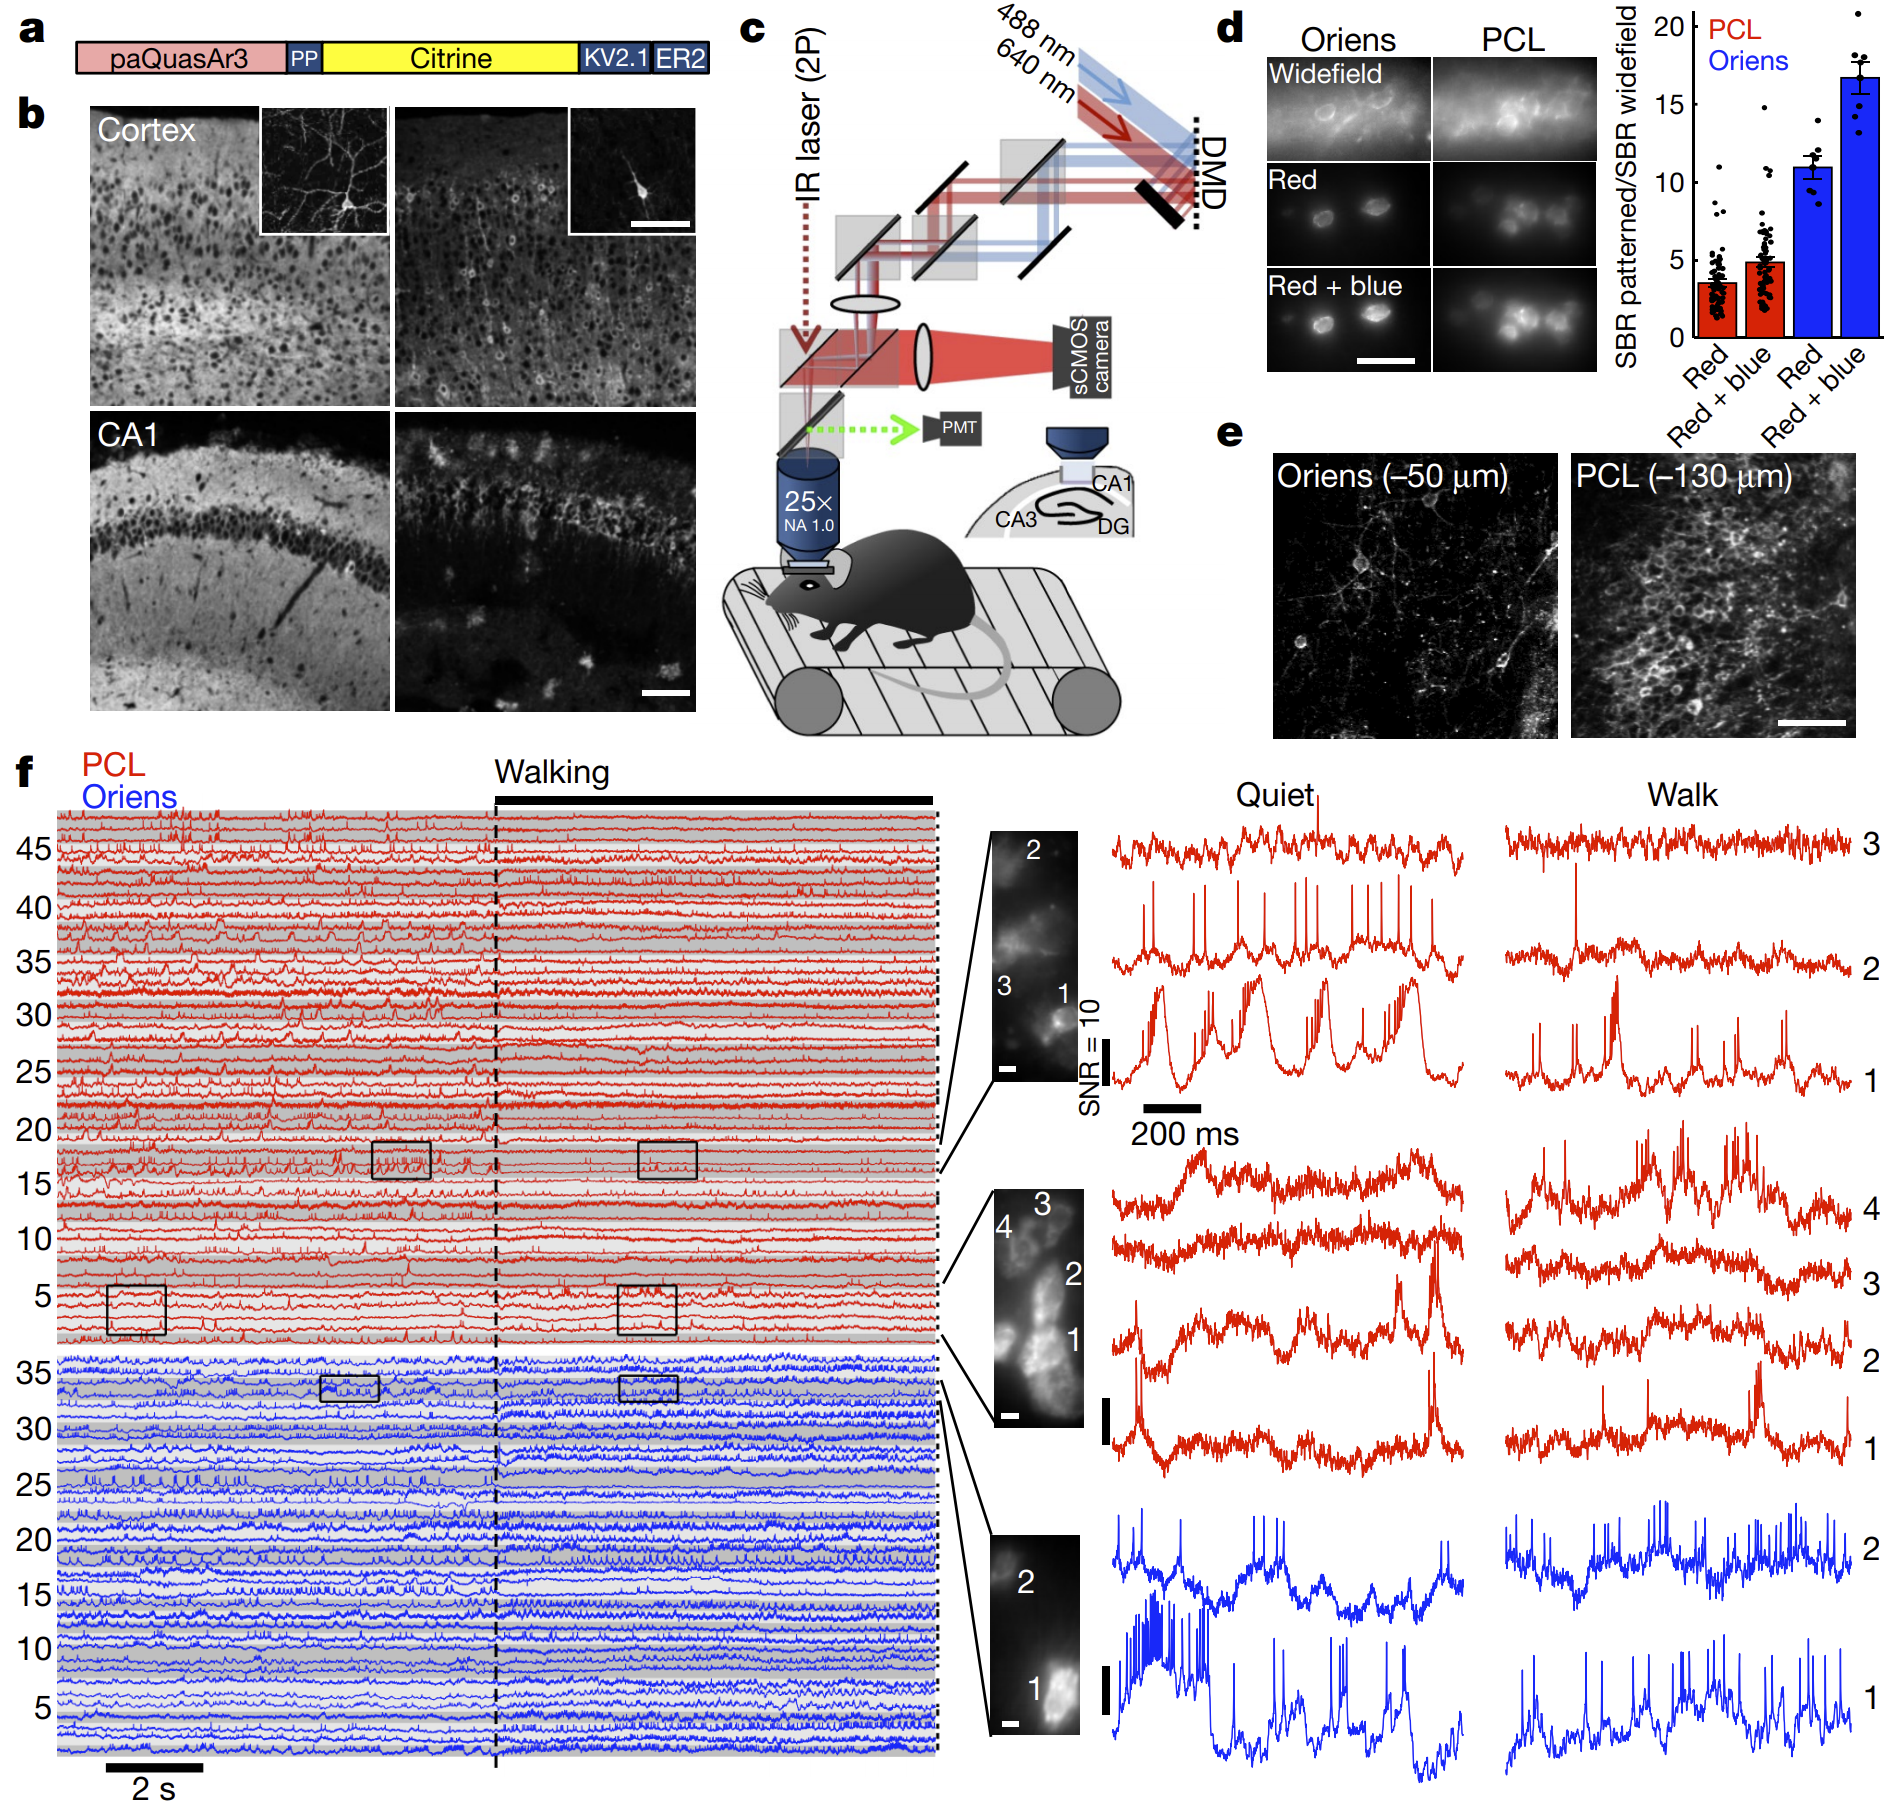 a
paQuasAr3 PP Citrine KV2.1 ER2
b
Cortex
CA1
c
IR laser (2P)
488 nm
640 nm
DMD
sCMOS
camera
PMT
25×
NA 1.0
CA1
CA3
DG
d
Oriens PCL
Widefield
Red
Red + blue
SBR patterned/SBR widefield
20
15
10
5
0
PCL
Oriens
Red
Red + blue
Red
Red + blue
e
Oriens (–50 μm)
PCL (–130 μm)
f
PCL
Oriens
Walking
45
40
35
30
25
20
15
10
5
35
30
25
20
15
10
5
2 s
2
3
1
SNR = 10
200 ms
3
4
2
1
2
1
Quiet
Walk
3
2
1
4
3
2
1
2
1